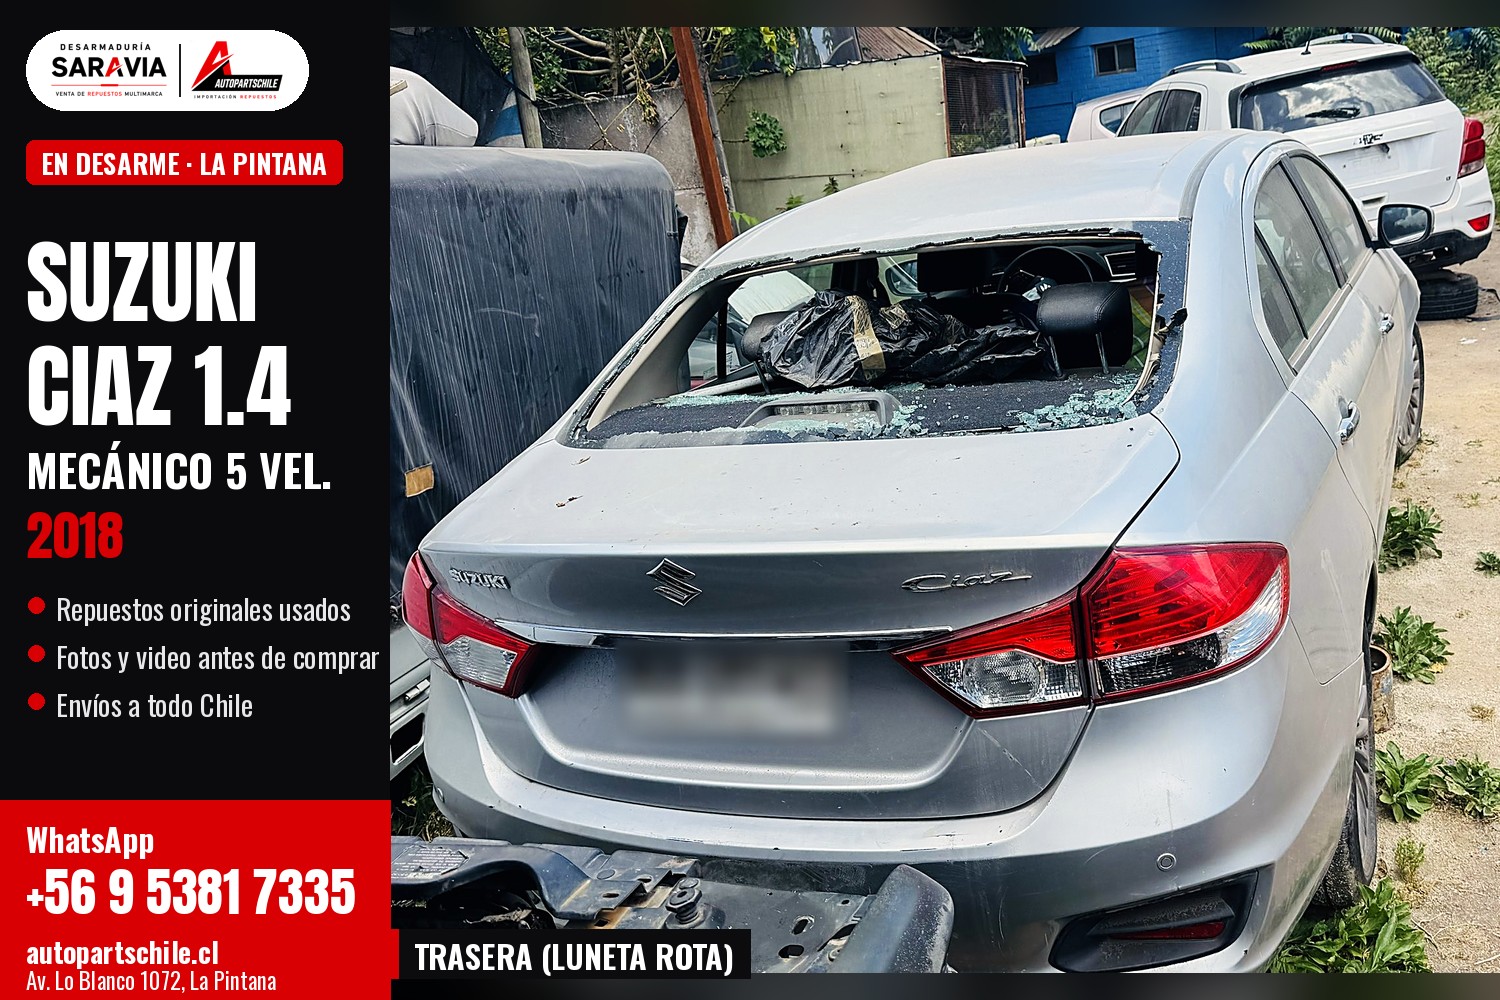 DESARMADURÍA
SARAVIA
VENTA DE REPUESTOS MULTIMARCA
AUTOPARTSCHILE
IMPORTACIÓN REPUESTOS
EN DESARME · LA PINTANA
SUZUKI
CIAZ 1.4
MECÁNICO 5 VEL.
2018
Repuestos originales usados
Fotos y video antes de comprar
Envíos a todo Chile
WhatsApp
+56 9 5381 7335
autopartschile.cl
Av. Lo Blanco 1072, La Pintana
SUZUKI
Ciaz
TRASERA (LUNETA ROTA)